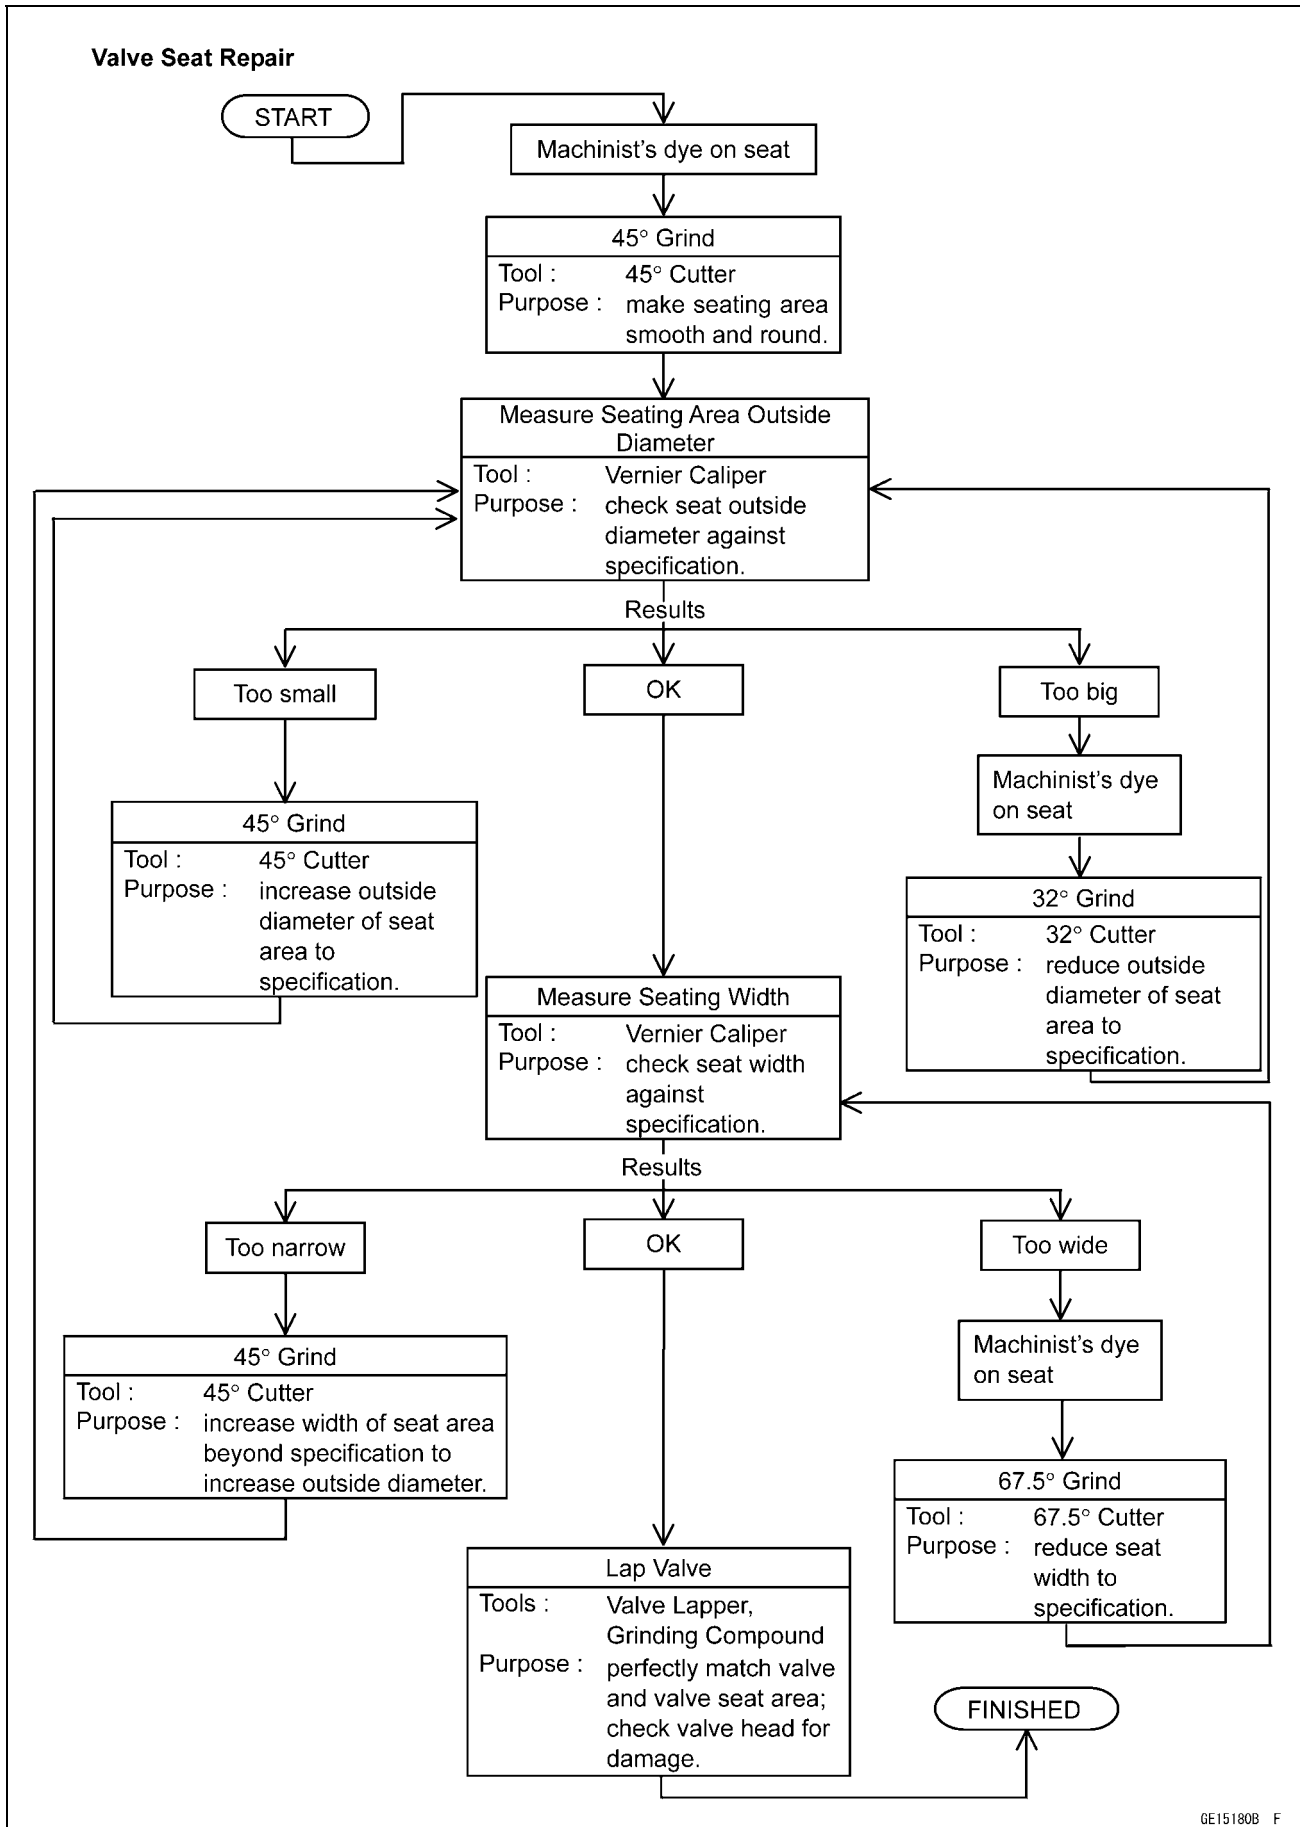 Valve Seat Repair
START
Machinist's dye on seat
45° Grind
Tool : 45° Cutter
Purpose : make seating area
smooth and round.
Measure Seating Area Outside
Diameter
Tool : Vernier Caliper
Purpose : check seat outside
diameter against
specification.
Results
Too small
OK
Too big
Machinist's dye
on seat
45° Grind
Tool : 45° Cutter
Purpose : increase outside
diameter of seat
area to
specification.
32° Grind
Tool : 32° Cutter
Purpose : reduce outside
diameter of seat
area to
specification.
Measure Seating Width
Tool : Vernier Caliper
Purpose : check seat width
against
specification.
Results
Too narrow
OK
Too wide
Machinist's dye
on seat
45° Grind
Tool : 45° Cutter
Purpose : increase width of seat area
beyond specification to
increase outside diameter.
67.5° Grind
Tool : 67.5° Cutter
Purpose : reduce seat
width to
specification.
Lap Valve
Tools : Valve Lapper,
Grinding Compound
Purpose : perfectly match valve
and valve seat area;
check valve head for
damage.
FINISHED
GE15180B F